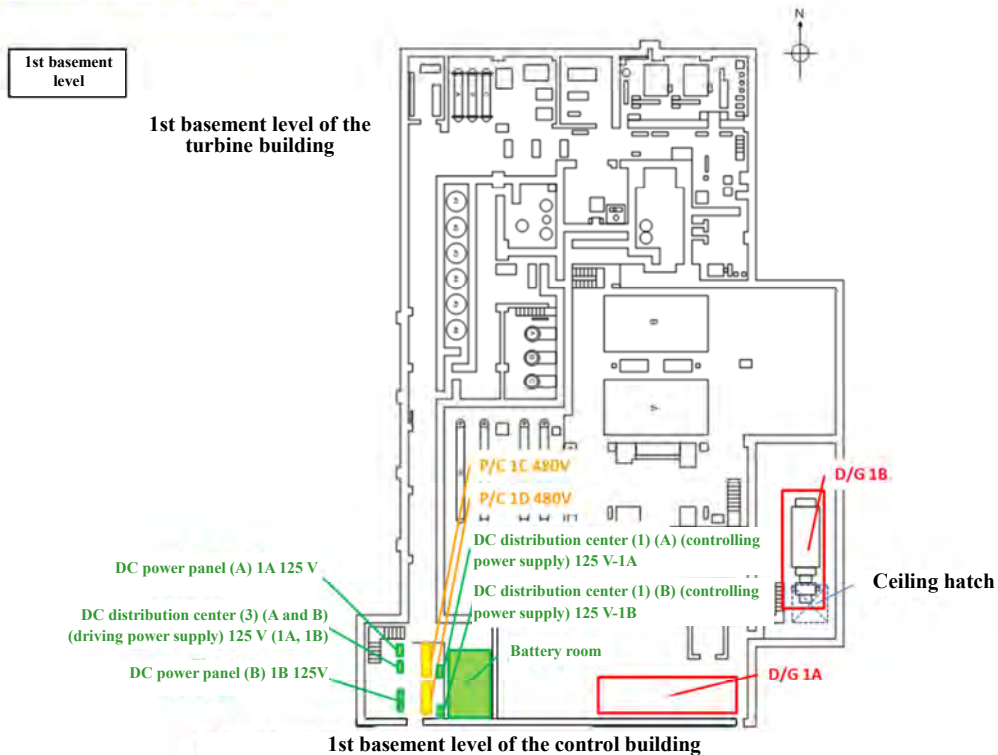 N
1st basement
level
1st basement level of the
turbine building
B
A
P/C 1C 480V
P/C 1D 480V
D/G 1B
DC distribution center (1) (A) (controlling
power supply) 125 V-1A
DC power panel (A) 1A 125 V
DC distribution center (1) (B) (controlling
power supply) 125 V-1B
Ceiling hatch
DC distribution center (3) (A and B)
(driving power supply) 125 V (1A, 1B)
Battery room
DC power panel (B) 1B 125V
D/G 1A
1st basement level of the control building